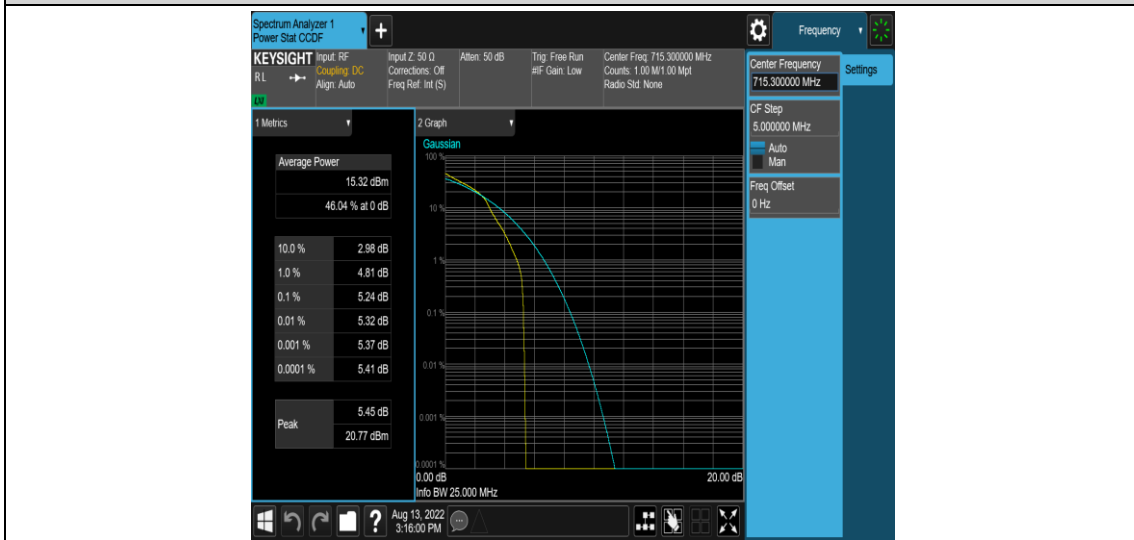 Spectrum Analyzer 1
Power Stat CCDF
+
Frequency
KEYSIGHT
RL
LXI
Input: RF
Coupling: DC
Align: Auto
Input Z: 50 Ω
Corrections: Off
Freq Ref: Int (S)
Atten: 50 dB
Trig: Free Run
#IF Gain: Low
Center Freq: 715.300000 MHz
Counts: 1.00 M/1.00 Mpt
Radio Std: None
Center Frequency
715.300000 MHz
Settings
CF Step
5.000000 MHz
Auto
Man
Freq Offset
0 Hz
1 Metrics
Average Power
15.32 dBm
46.04 % at 0 dB
10.0 % 2.98 dB
1.0 % 4.81 dB
0.1 % 5.24 dB
0.01 % 5.32 dB
0.001 % 5.37 dB
0.0001 % 5.41 dB
Peak
5.45 dB
20.77 dBm
2 Graph
Gaussian
100 %
10 %
1 %
0.1 %
0.01 %
0.001 %
0.0001 %
0.00 dB 20.00 dB
Info BW 25.000 MHz
?
Aug 13, 2022
3:16:00 PM